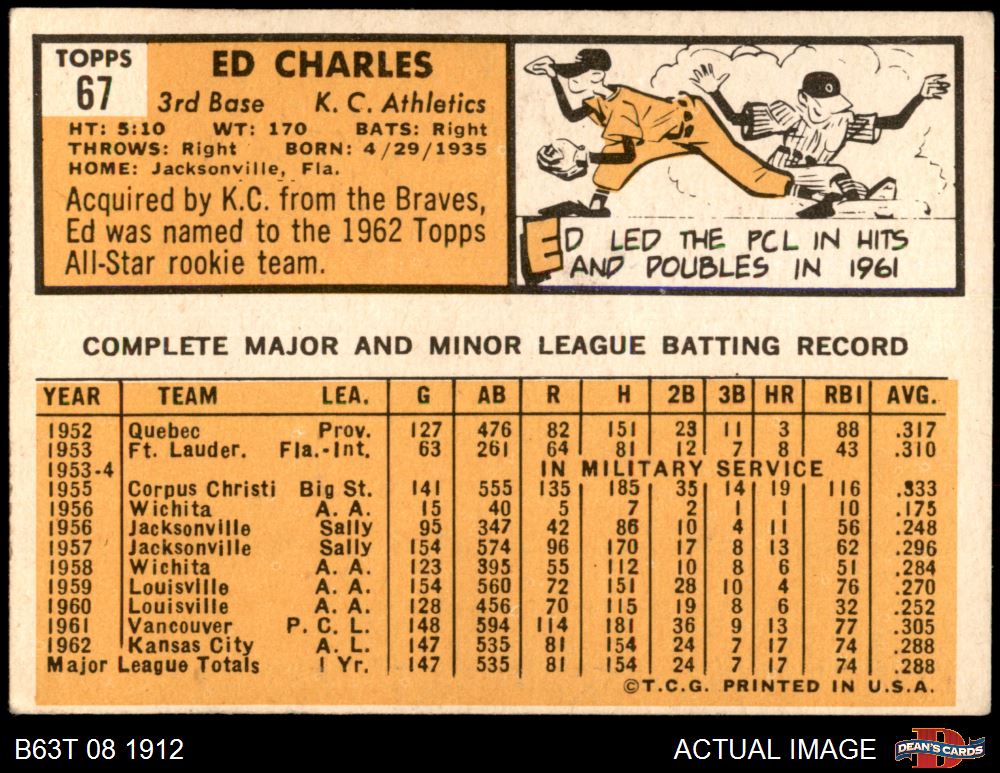 TOPPS
67
ED CHARLES
3rd Base K. C. Athletics
HT: 5:10 WT: 170 BATS: Right
THROWS: Right BORN: 4/29/1935
HOME: Jacksonville, Fla.
Acquired by K.C. from the Braves,
Ed was named to the 1962 Topps
All-Star rookie team.
ED LED THE PCL IN HITS
AND DOUBLES IN 1961
COMPLETE MAJOR AND MINOR LEAGUE BATTING RECORD
YEAR TEAM LEA. G AB R H 2B 3B HR RBI AVG.
1952 Quebec Prov. 127 476 82 151 23 11 3 88 .317
1953 Ft. Lauder. Fla.-Int. 63 261 64 81 12 7 8 43 .310
1953-4 IN MILITARY SERVICE
1955 Corpus Christi Big St. 141 555 135 185 35 14 19 116 .333
1956 Wichita A. A. 15 40 5 7 2 1 1 10 .175
1956 Jacksonville Sally 95 347 42 86 10 4 11 56 .248
1957 Jacksonville Sally 154 574 96 170 17 8 13 62 .296
1958 Wichita A. A. 123 395 55 112 10 8 6 51 .284
1959 Louisville A. A. 154 560 72 151 28 10 4 76 .270
1960 Louisville A. A. 128 456 70 115 19 8 6 32 .252
1961 Vancouver P. C. L. 148 594 114 181 36 9 13 77 .305
1962 Kansas City A. L. 147 535 81 154 24 7 17 74 .288
Major League Totals 1 Yr. 147 535 81 154 24 7 17 74 .288
©T.C.G. PRINTED IN U.S.A.
B63T 08 1912 ACTUAL IMAGE DEAN'S CARDS